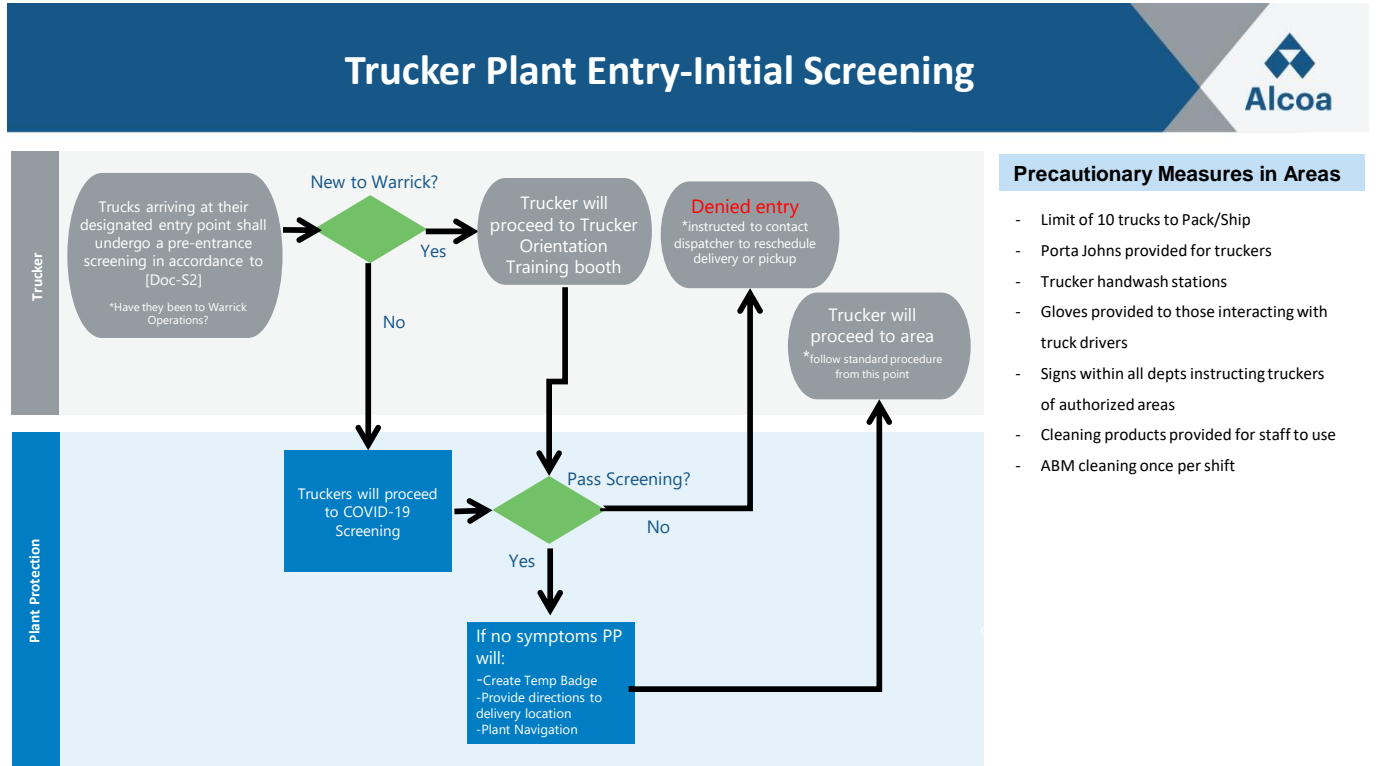 Trucker Plant Entry-Initial Screening
Alcoa
Trucker
Trucks arriving at their
designated entry point shall
undergo a pre-entrance
screening in accordance to
[Doc-S2]
*Have they been to Warrick
Operations?
New to Warrick?
Yes
No
Trucker will
proceed to Trucker
Orientation
Training booth
Denied entry
*instructed to contact
dispatcher to reschedule
delivery or pickup
Trucker will
proceed to area
*follow standard procedure
from this point
Plant Protection
Truckers will proceed
to COVID-19
Screening
Pass Screening?
No
Yes
If no symptoms PP
will:
-Create Temp Badge
-Provide directions to
delivery location
-Plant Navigation
Precautionary Measures in Areas
- Limit of 10 trucks to Pack/Ship
- Porta Johns provided for truckers
- Trucker handwash stations
- Gloves provided to those interacting with
truck drivers
- Signs within all depts instructing truckers
of authorized areas
- Cleaning products provided for staff to use
- ABM cleaning once per shift